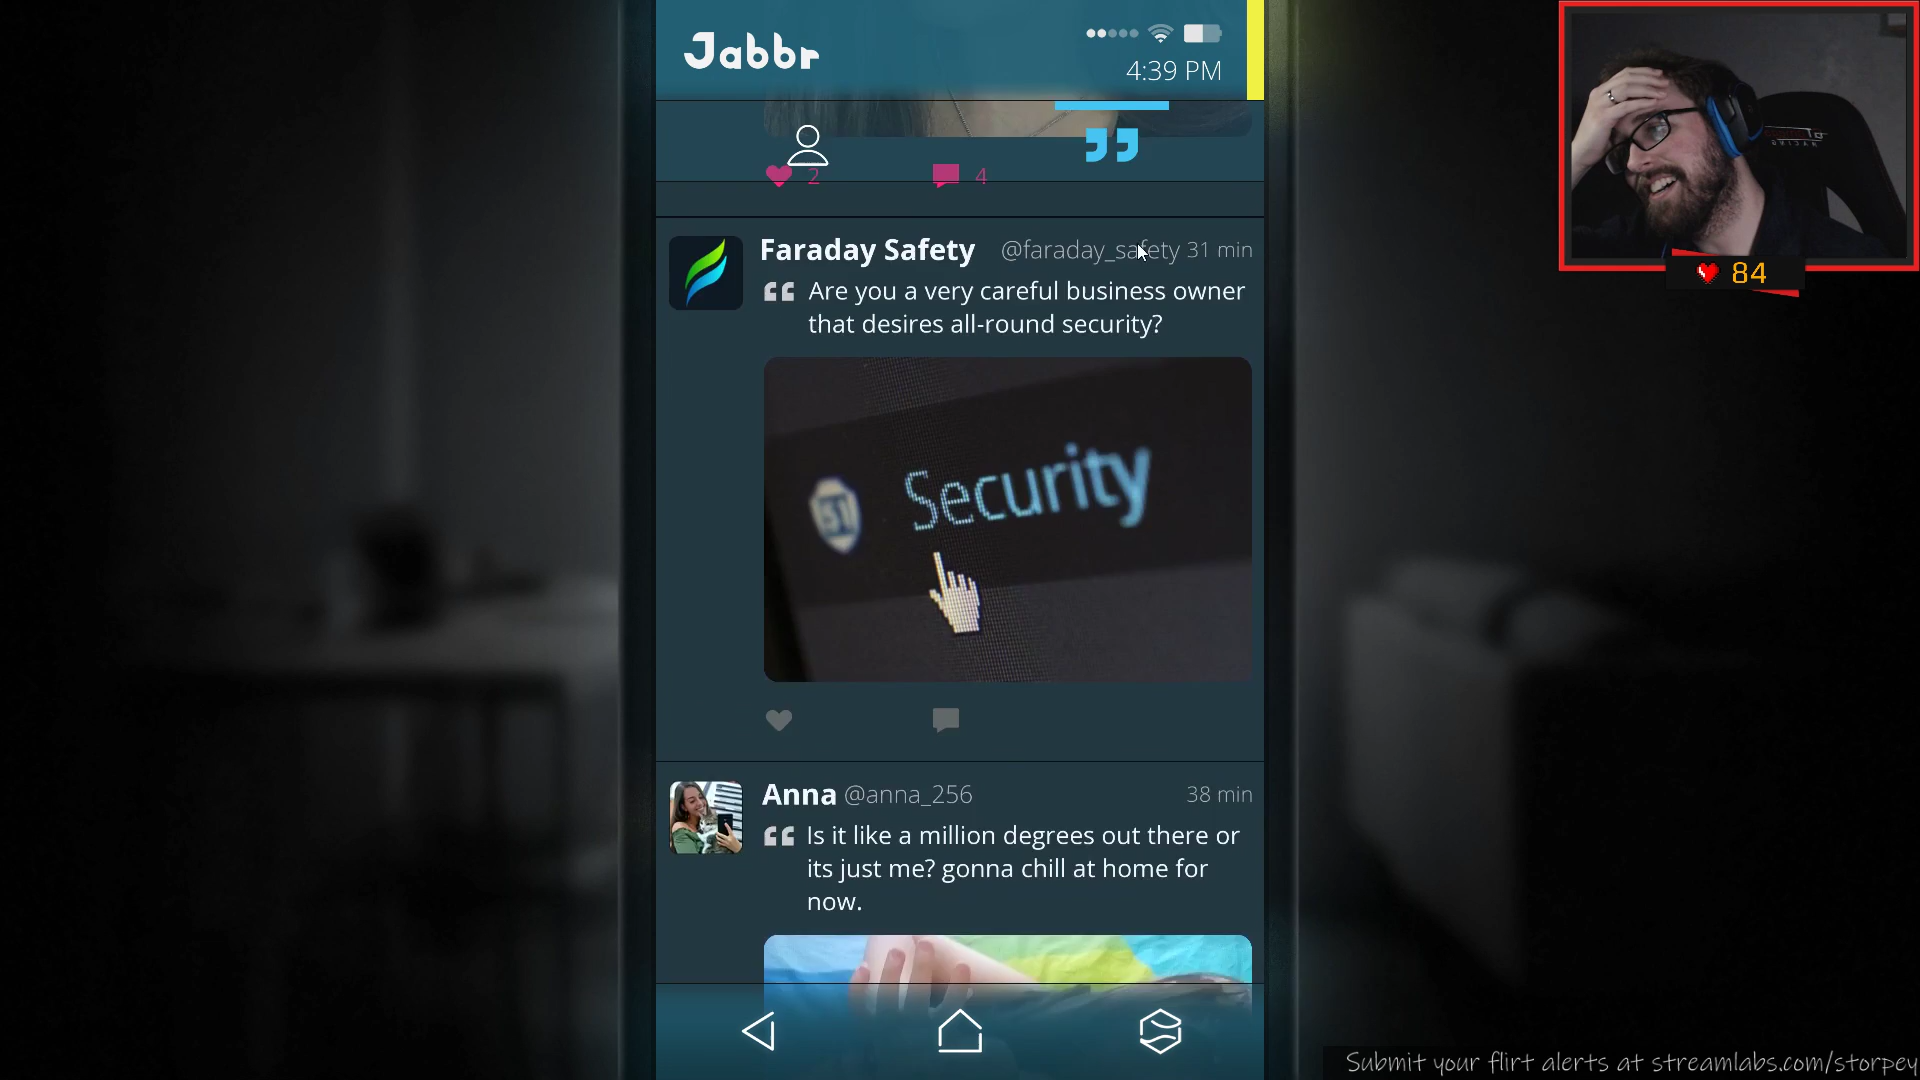 Jabbr
4:39 PM
2
4
Faraday Safety @faraday_safety 31 min
Are you a very careful business owner
that desires all-round security?
51 Security
Anna @anna_256 38 min
Is it like a million degrees out there or
its just me? gonna chill at home for
now.
84
Submit your flirt alerts at streamlabs.com/storpey